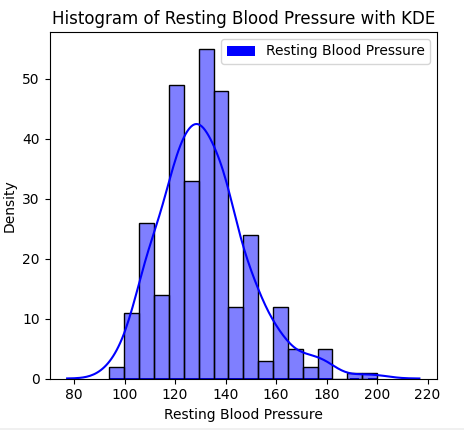 Histogram of Resting Blood Pressure with KDE
Resting Blood Pressure
Density
50
40
30
20
10
0
80 100 120 140 160 180 200 220
Resting Blood Pressure